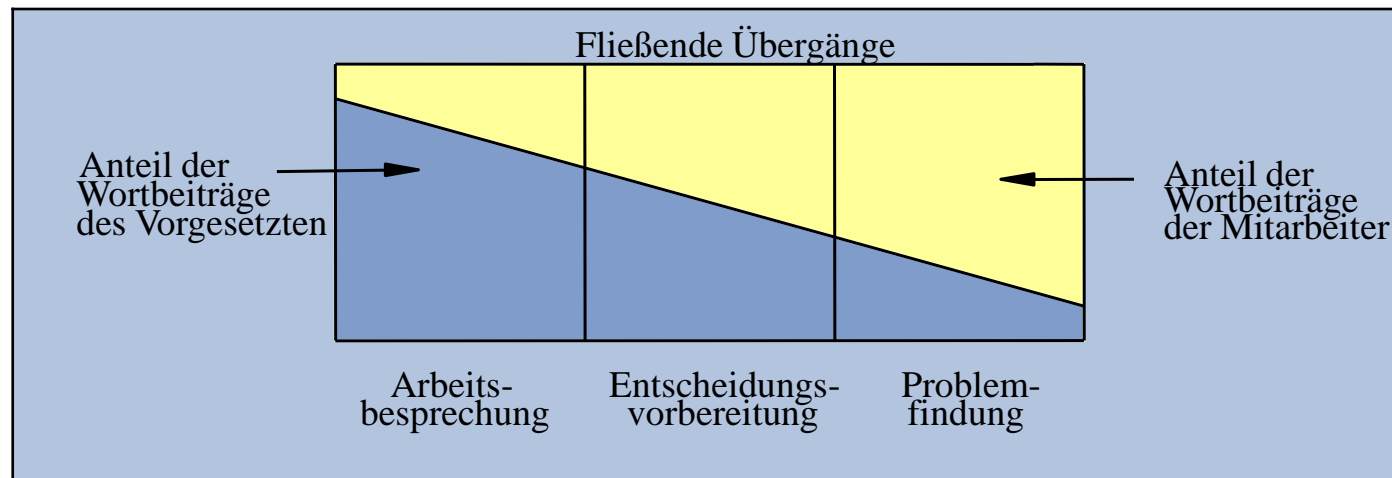 Fließende Übergänge
Anteil der
Wortbeiträge
des Vorgesetzten
Anteil der
Wortbeiträge
der Mitarbeiter
Arbeits-
besprechung
Entscheidungs-
vorbereitung
Problem-
findung